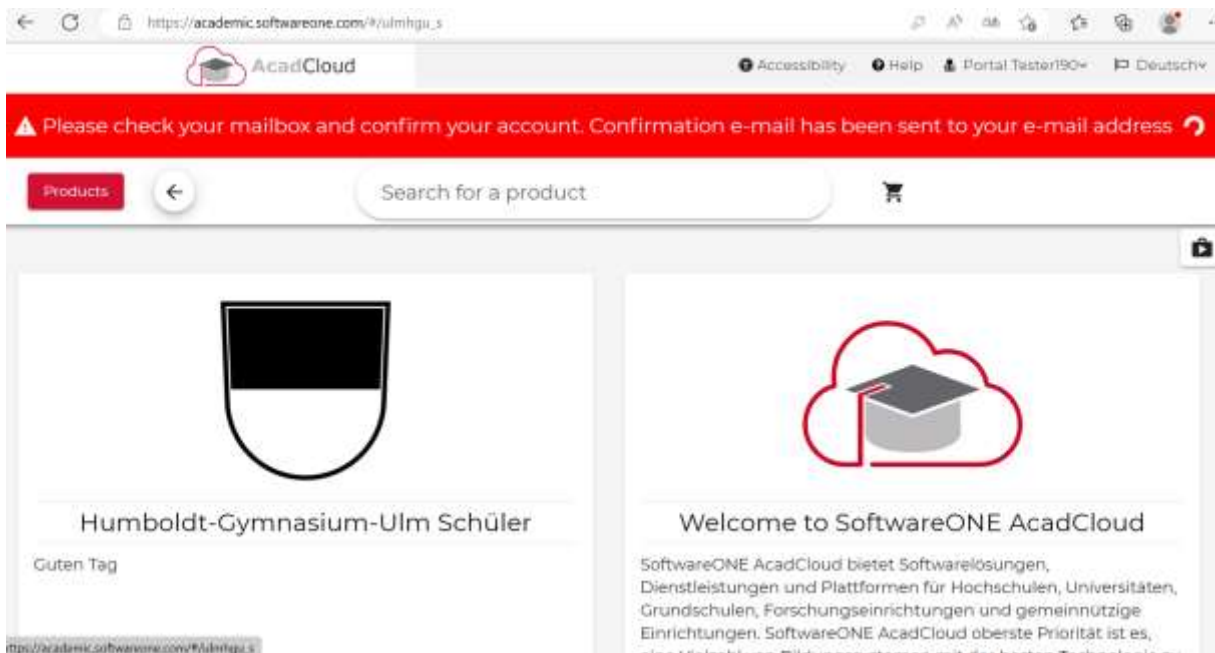 https://academic.softwareone.com/#/ulmhgu_s
AcadCloud
Accessibility Help Portal Tester190 Deutsch
Please check your mailbox and confirm your account. Confirmation e-mail has been sent to your e-mail address
Products
Search for a product
Humboldt-Gymnasium-Ulm Schüler
Guten Tag
Welcome to SoftwareONE AcadCloud
SoftwareONE AcadCloud bietet Softwarelösungen,
Dienstleistungen und Plattformen für Hochschulen, Universitäten,
Grundschulen, Forschungseinrichtungen und gemeinnützige
Einrichtungen. SoftwareONE AcadCloud oberste Priorität ist es,
https://academic.softwareone.com/#/ulmhgu_s